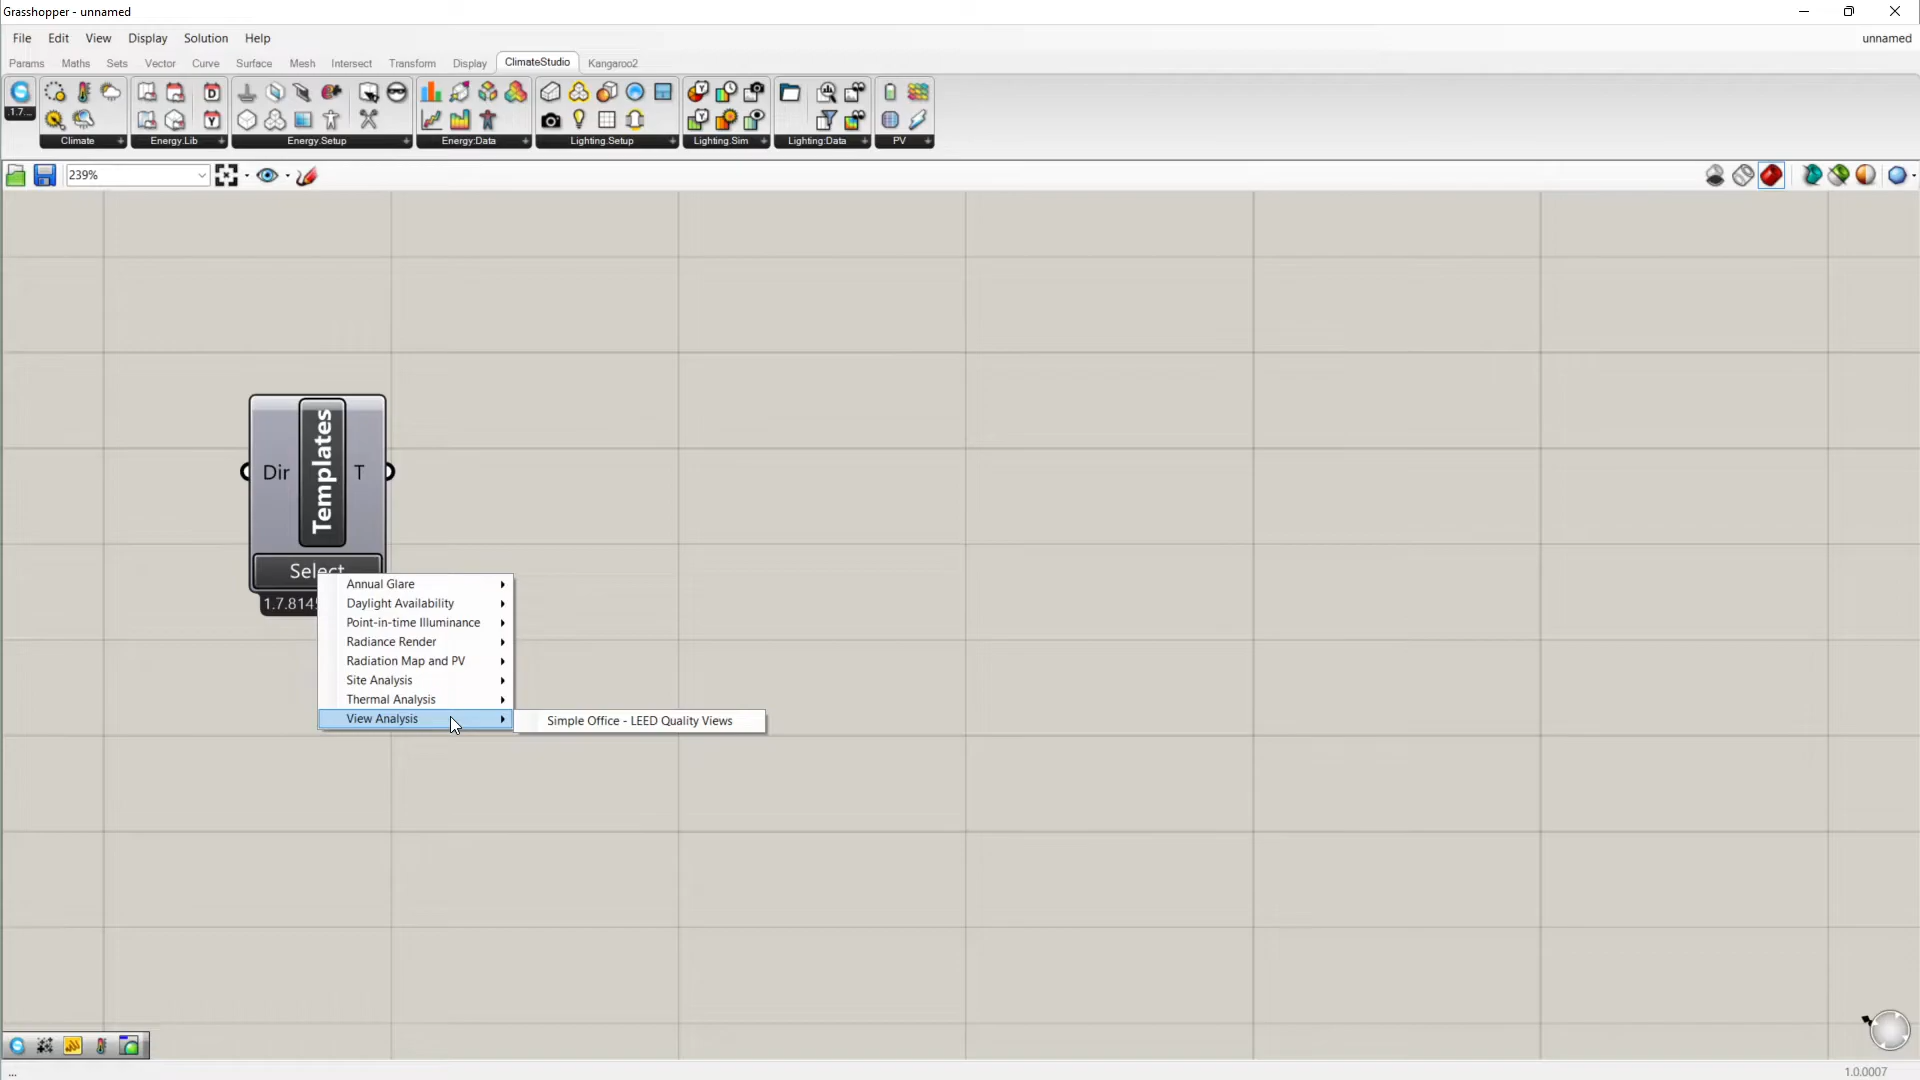 Grasshopper - unnamed
File Edit View Display Solution Help unnamed
Params Maths Sets Vector Curve Surface Mesh Intersect Transform Display ClimateStudio Kangaroo2
1.7...
Climate Energy.Lib Energy.Setup Energy.Data Lighting.Setup Lighting.Sim Lighting.Data PV
239%
Dir Templates T
Select
1.7.814
Annual Glare
Daylight Availability
Point-in-time Illuminance
Radiance Render
Radiation Map and PV
Site Analysis
Thermal Analysis
View Analysis
Simple Office - LEED Quality Views
...
1.0.0007